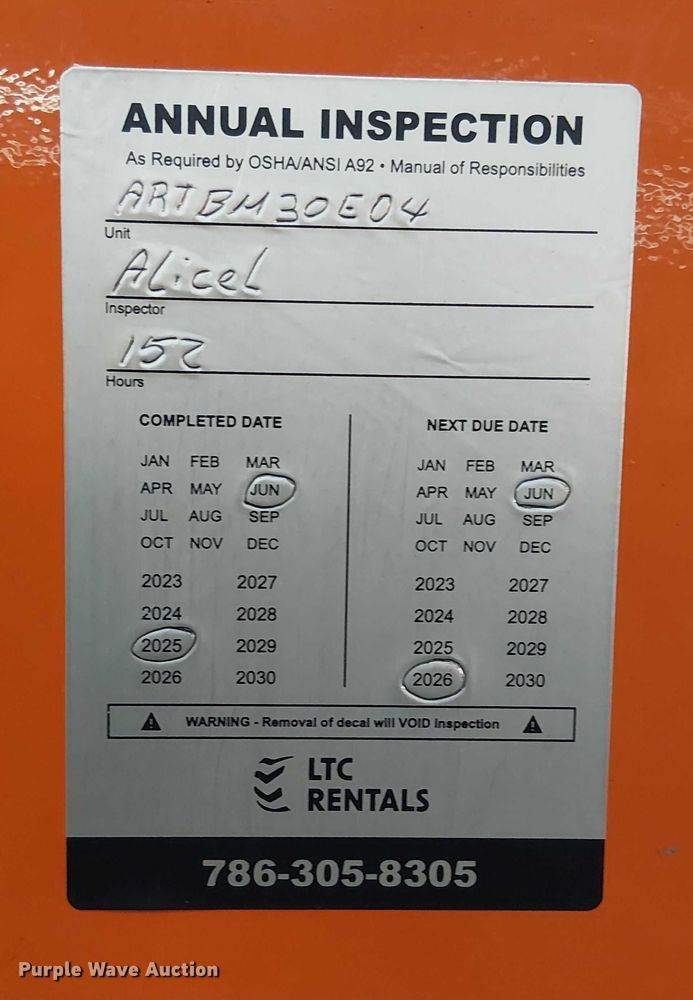 ANNUAL INSPECTION
As Required by OSHA/ANSI A92 • Manual of Responsibilities
ARTBM30E04
Unit
Alicel
Inspector
152
Hours
COMPLETED DATE
JAN FEB MAR
APR MAY JUN
JUL AUG SEP
OCT NOV DEC
2023 2027
2024 2028
2025 2029
2026 2030
NEXT DUE DATE
JAN FEB MAR
APR MAY JUN
JUL AUG SEP
OCT NOV DEC
2023 2027
2024 2028
2025 2029
2026 2030
WARNING - Removal of decal will VOID inspection
LTC
RENTALS
786-305-8305
Purple Wave Auction